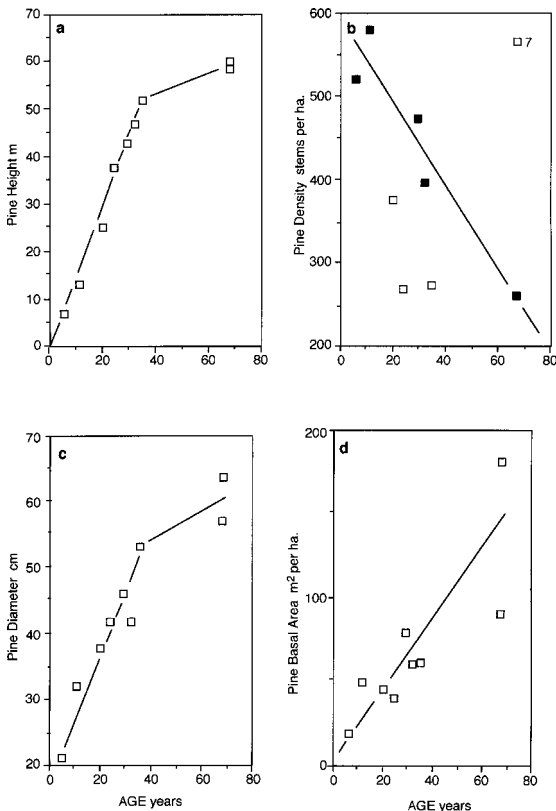 a
Pine Height m
70
60
50
40
30
20
10
0
0 20 40 60 80
b
7
Pine Density stems per ha.
600
500
400
300
200
0 20 40 60 80
c
Pine Diameter cm
70
60
50
40
30
20
0 20 40 60 80
AGE years
d
Pine Basal Area m² per ha.
200
100
0
0 20 40 60 80
AGE years